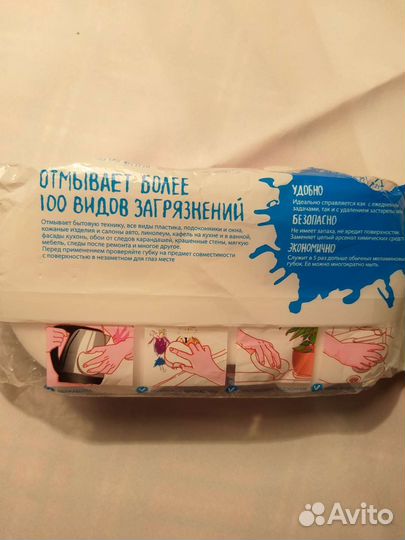 ОТМЫВАЕТ БОЛЕЕ
100 ВИДОВ ЗАГРЯЗНЕНИЙ
Отмывает бытовую технику, все виды пластика, подоконники и окна,
кожаные изделия и салоны авто, линолеум, кафель на кухне и в ванной,
фасады кухонь, обои от следов карандашей, крашенные стены, мягкую
мебель, следы после ремонта и многое другое.
Перед применением проверяйте губку на предмет совместимости
с поверхностью в незаметном для глаз месте
УДОБНО
Идеально справляется как с ежедневными
задачами, так и с удалением застарелых
БЕЗОПАСНО
Не имеет запаха, не вредит поверхности.
Заменяет целый арсенал химических средств
ЭКОНОМИЧНО
Служит в 5 раз дольше обычных меламиновых
губок. Ее можно многократно мыть.
Avito